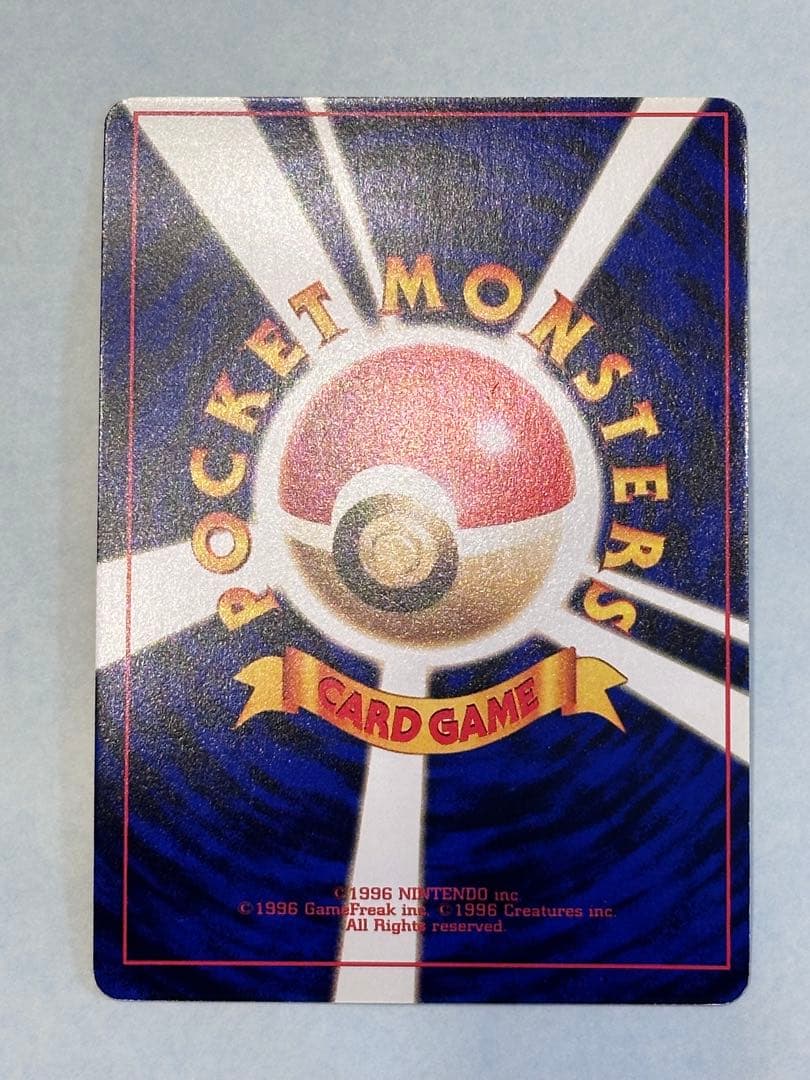 POCKET MONSTERS
CARD GAME
©1996 NINTENDO inc.
©1996 GameFreak inc. ©1996 Creatures inc.
All Rights reserved.